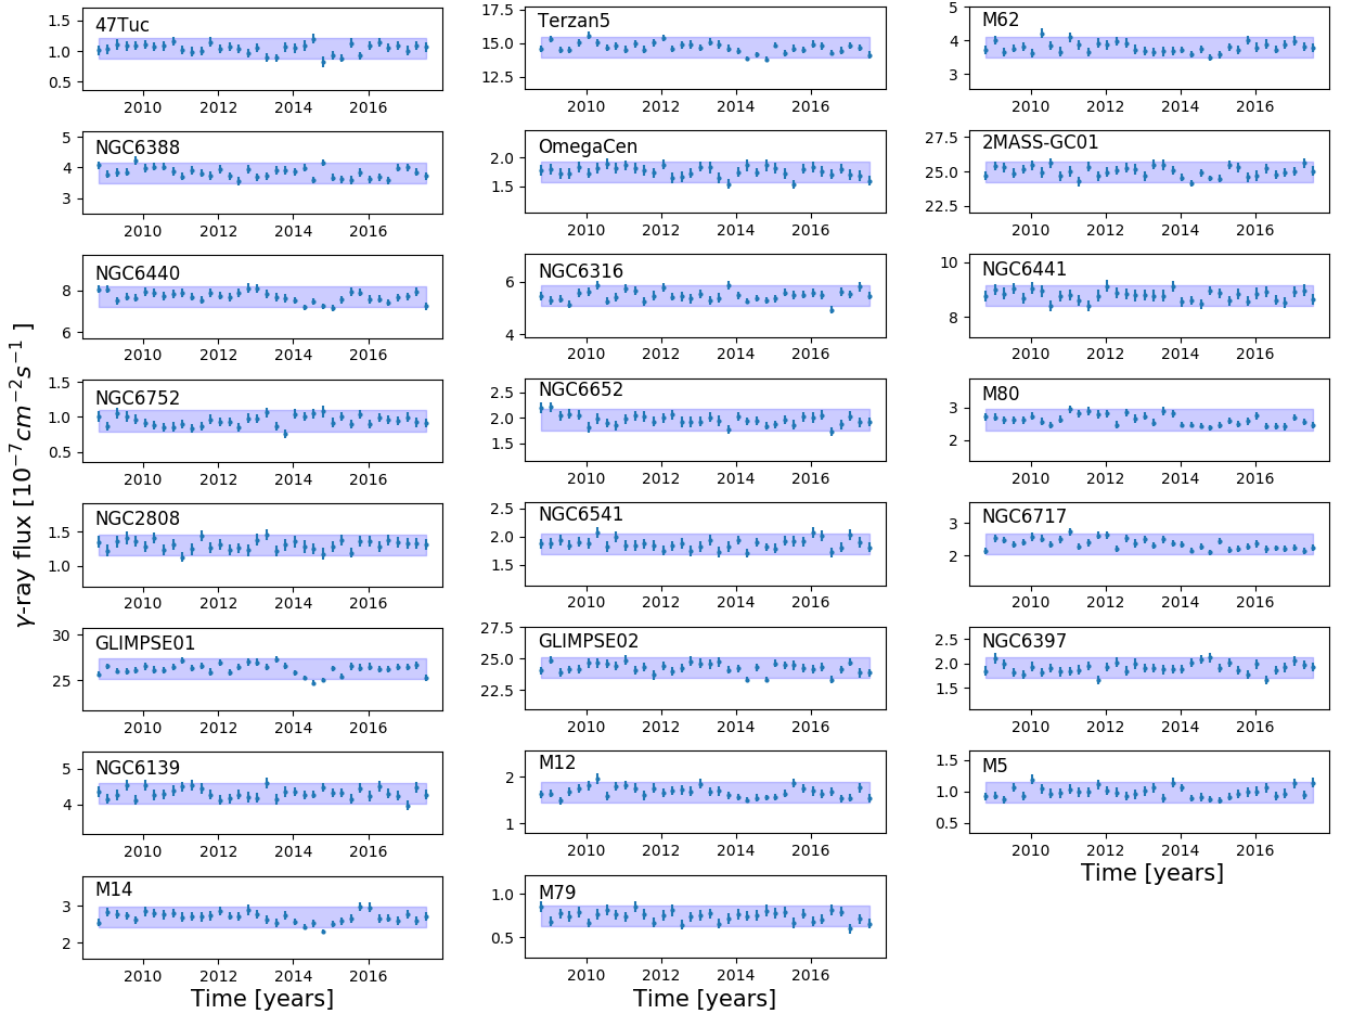 47Tuc
1.5
1.0
0.5
2010 2012 2014 2016
Terzan5
17.5
15.0
12.5
2010 2012 2014 2016
M62
5
4
3
2010 2012 2014 2016
NGC6388
5
4
3
2010 2012 2014 2016
OmegaCen
2.0
1.5
2010 2012 2014 2016
2MASS-GC01
27.5
25.0
22.5
2010 2012 2014 2016
NGC6440
8
6
2010 2012 2014 2016
NGC6316
6
4
2010 2012 2014 2016
NGC6441
10
8
2010 2012 2014 2016
γ-ray flux [10⁻⁷cm⁻²s⁻¹ ]
NGC6752
1.5
1.0
0.5
2010 2012 2014 2016
NGC6652
2.5
2.0
1.5
2010 2012 2014 2016
M80
3
2
2010 2012 2014 2016
NGC2808
1.5
1.0
2010 2012 2014 2016
NGC6541
2.5
2.0
1.5
2010 2012 2014 2016
NGC6717
3
2
2010 2012 2014 2016
GLIMPSE01
30
25
2010 2012 2014 2016
GLIMPSE02
27.5
25.0
22.5
2010 2012 2014 2016
NGC6397
2.5
2.0
1.5
2010 2012 2014 2016
NGC6139
5
4
2010 2012 2014 2016
M12
2
1
2010 2012 2014 2016
M5
1.5
1.0
0.5
2010 2012 2014 2016
Time [years]
M14
3
2
2010 2012 2014 2016
Time [years]
M79
1.0
0.5
2010 2012 2014 2016
Time [years]